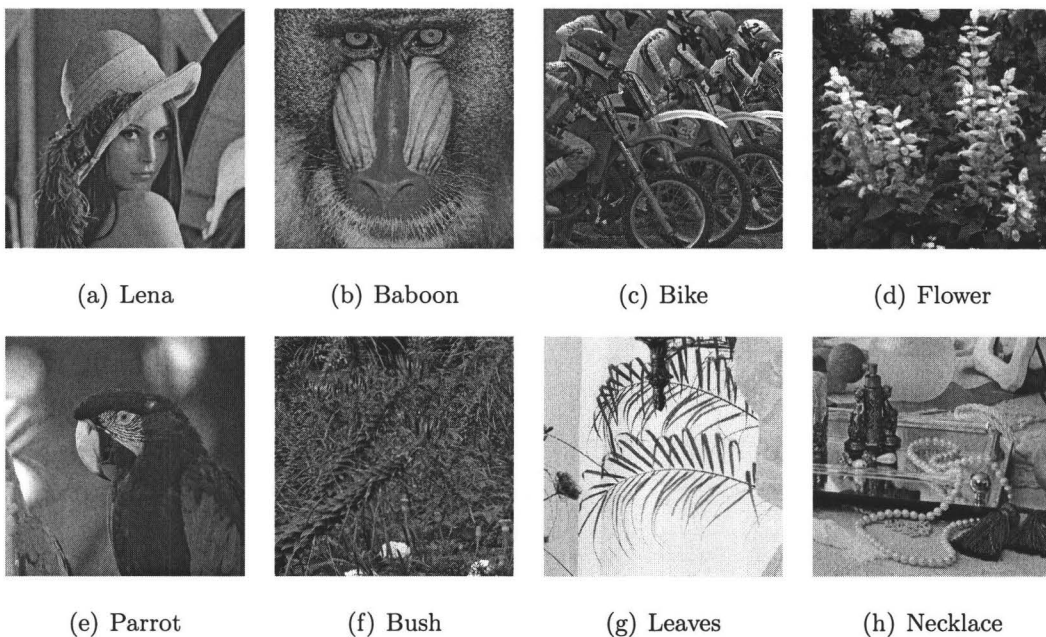 (a) Lena
(b) Baboon
(c) Bike
(d) Flower
(e) Parrot
(f) Bush
(g) Leaves
(h) Necklace